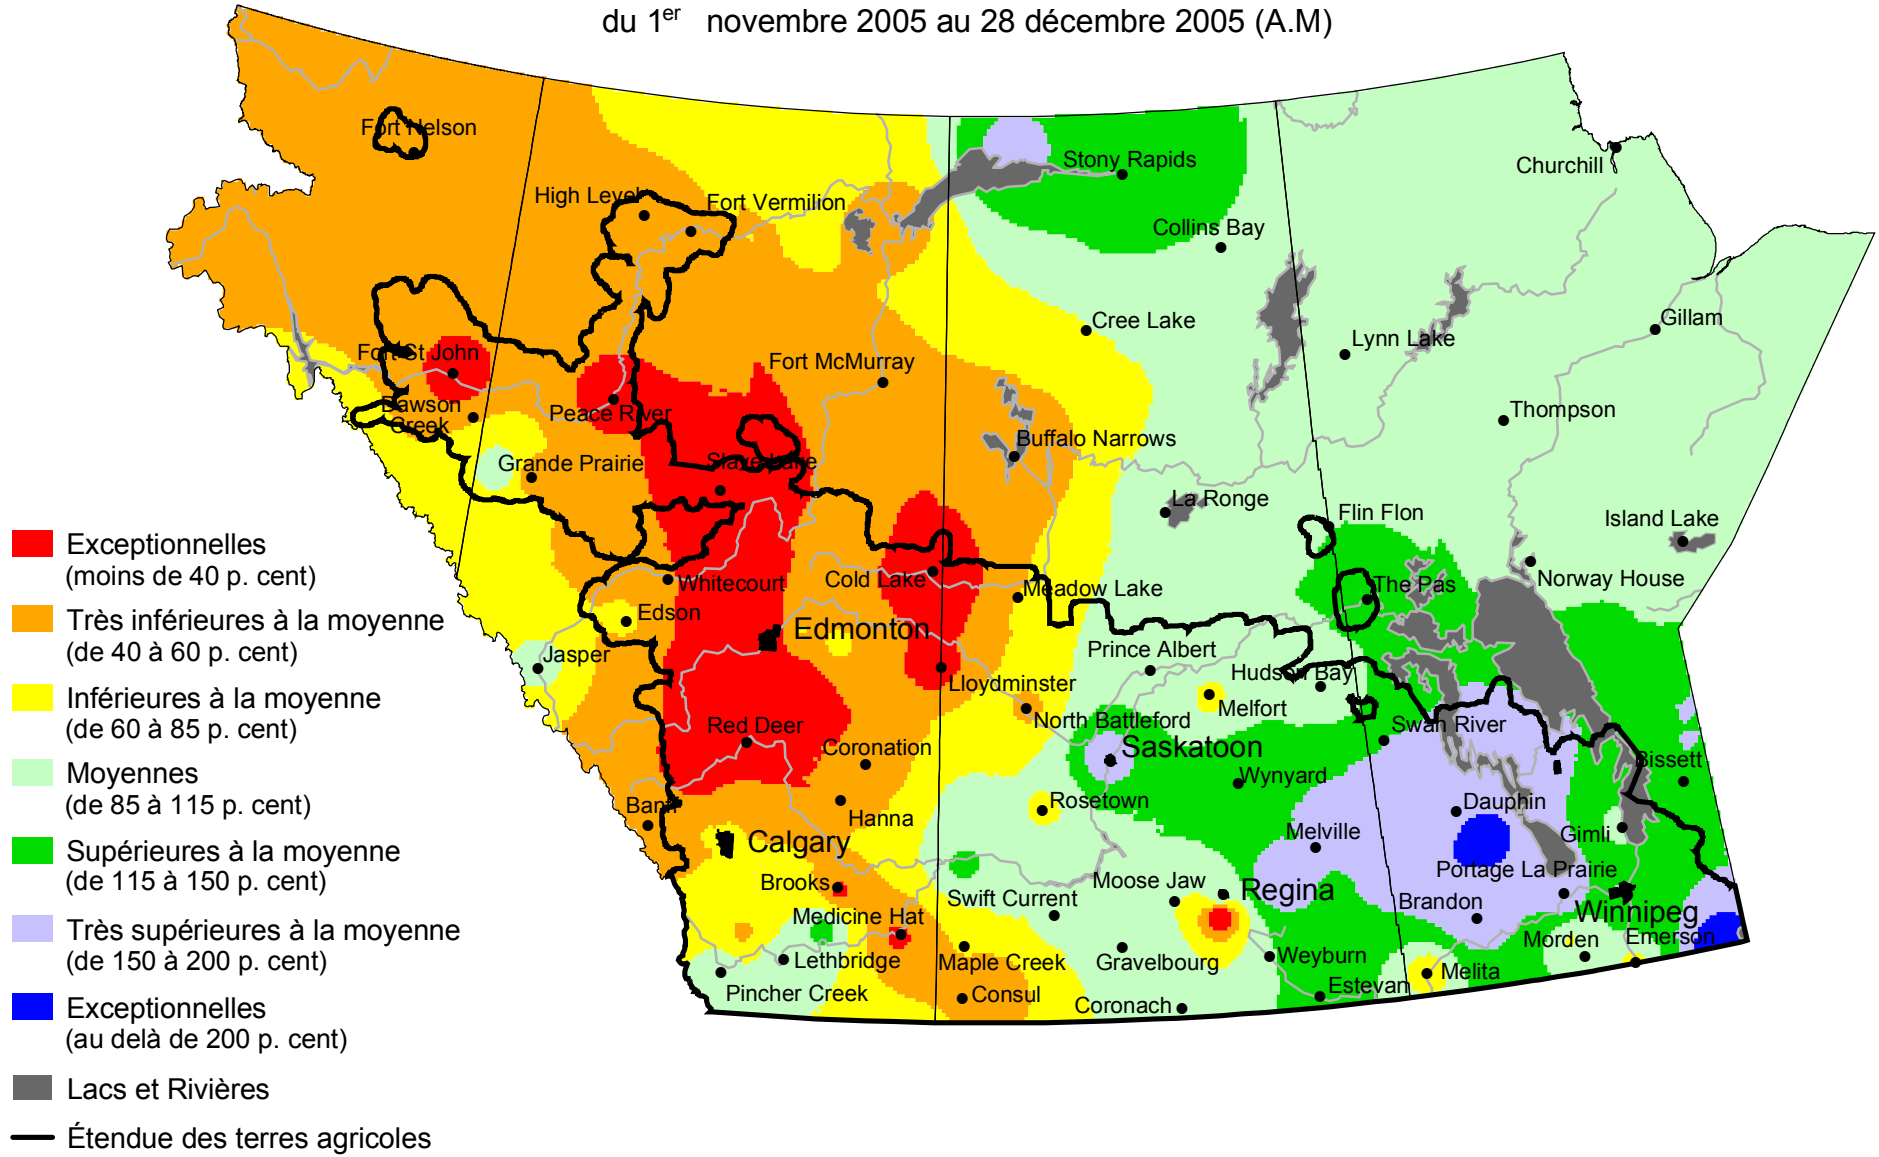 du 1er novembre 2005 au 28 décembre 2005 (A.M)
Fort Nelson
Churchill
Stony Rapids
High Level
Fort Vermilion
Collins Bay
Cree Lake
Gillam
Lynn Lake
Fort St John
Fort McMurray
Dawson
Creek
Peace River
Thompson
Buffalo Narrows
Grande Prairie
Slave Lake
La Ronge
Flin Flon
Island Lake
Whitecourt
Cold Lake
Meadow Lake
The Pas
Norway House
Edson
Edmonton
Jasper
Prince Albert
Hudson Bay
Lloydminster
Melfort
North Battleford
Red Deer
Swan River
Coronation
Saskatoon
Bissett
Wynyard
Banff
Rosetown
Dauphin
Hanna
Calgary
Melville
Gimli
Portage La Prairie
Brooks
Moose Jaw
Regina
Swift Current
Brandon
Winnipeg
Medicine Hat
Morden
Emerson
Lethbridge
Maple Creek
Gravelbourg
Weyburn
Melita
Pincher Creek
Consul
Coronach
Estevan
Exceptionnelles
(moins de 40 p. cent)
Très inférieures à la moyenne
(de 40 à 60 p. cent)
Inférieures à la moyenne
(de 60 à 85 p. cent)
Moyennes
(de 85 à 115 p. cent)
Supérieures à la moyenne
(de 115 à 150 p. cent)
Très supérieures à la moyenne
(de 150 à 200 p. cent)
Exceptionnelles
(au delà de 200 p. cent)
Lacs et Rivières
Étendue des terres agricoles